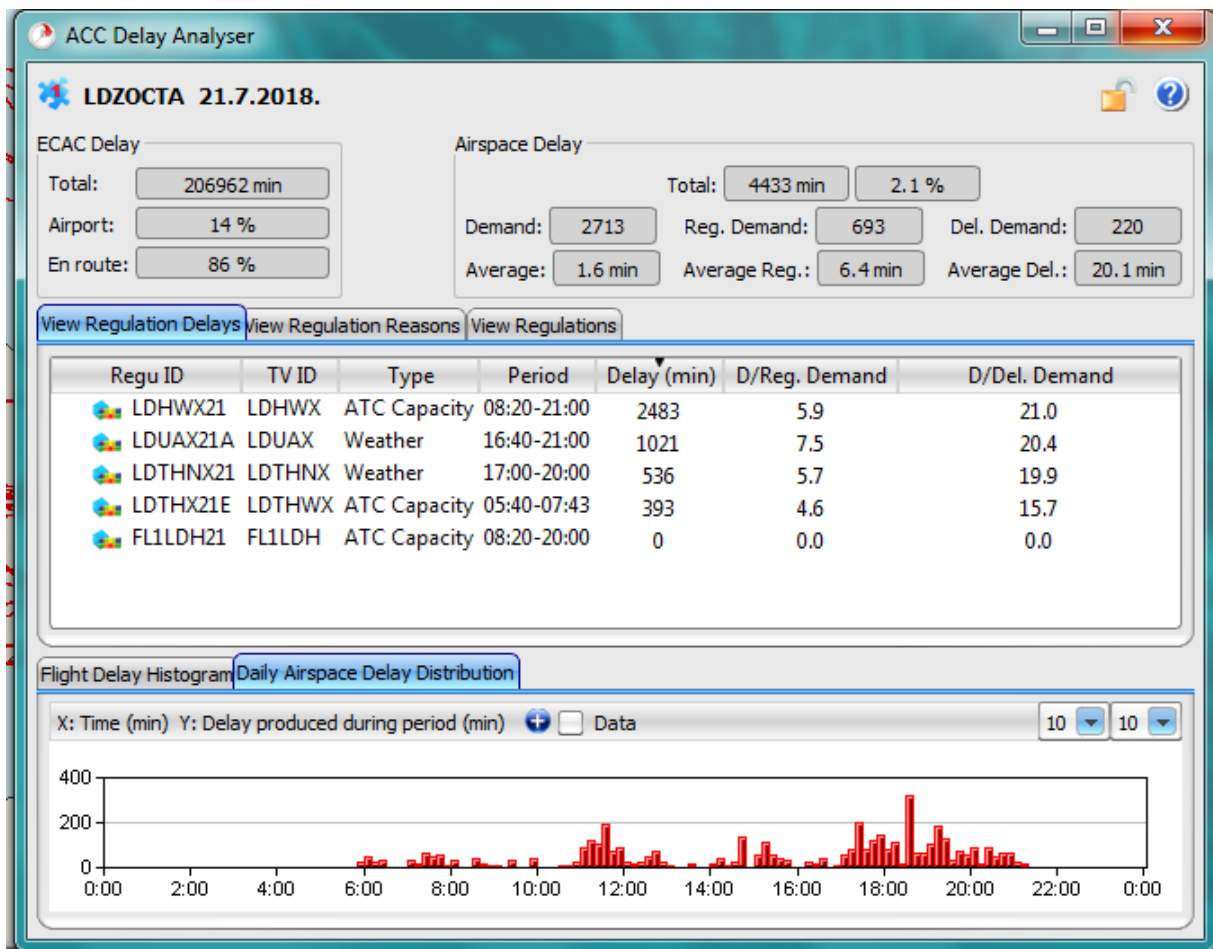 ACC Delay Analyser
LDZOCTA 21.7.2018.
ECAC Delay
Total: 206962 min
Airport: 14 %
En route: 86 %
Airspace Delay
Total: 4433 min 2.1 %
Demand: 2713 Reg. Demand: 693 Del. Demand: 220
Average: 1.6 min Average Reg.: 6.4 min Average Del.: 20.1 min
View Regulation Delays View Regulation Reasons View Regulations
Regu ID TV ID Type Period Delay (min) D/Reg. Demand D/Del. Demand
LDHWX21 LDHWX ATC Capacity 08:20-21:00 2483 5.9 21.0
LDUAX21A LDUAX Weather 16:40-21:00 1021 7.5 20.4
LDTHNX21 LDTHNX Weather 17:00-20:00 536 5.7 19.9
LDTHX21E LDTHWX ATC Capacity 05:40-07:43 393 4.6 15.7
FL1LDH21 FL1LDH ATC Capacity 08:20-20:00 0 0.0 0.0
Flight Delay Histogram Daily Airspace Delay Distribution
X: Time (min) Y: Delay produced during period (min) Data 10 10
400
200
0
0:00 2:00 4:00 6:00 8:00 10:00 12:00 14:00 16:00 18:00 20:00 22:00 0:00